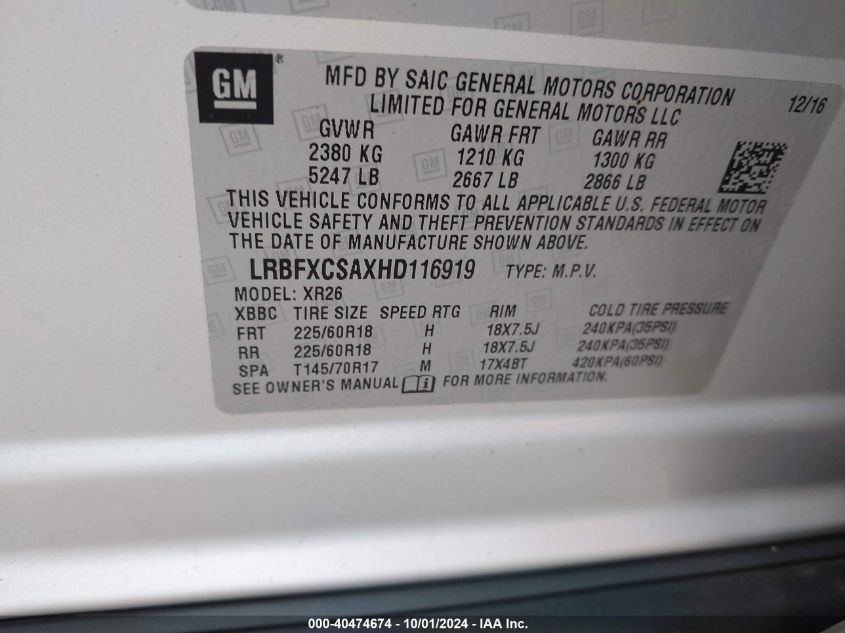 GM
MFD BY SAIC GENERAL MOTORS CORPORATION
LIMITED FOR GENERAL MOTORS LLC
12/16
GVWR GAWR FRT GAWR RR
2380 KG 1210 KG 1300 KG
5247 LB 2667 LB 2866 LB
THIS VEHICLE CONFORMS TO ALL APPLICABLE U.S. FEDERAL MOTOR
VEHICLE SAFETY AND THEFT PREVENTION STANDARDS IN EFFECT ON
THE DATE OF MANUFACTURE SHOWN ABOVE.
LRBFXCSAXHD116919 TYPE: M.P.V.
MODEL: XR26
XBBC TIRE SIZE SPEED RTG RIM COLD TIRE PRESSURE
FRT 225/60R18 H 18X7.5J 240KPA(35PSI)
RR 225/60R18 H 18X7.5J 240KPA(35PSI)
SPA T145/70R17 M 17X4BT 420KPA(60PSI)
SEE OWNER'S MANUAL FOR MORE INFORMATION.
000-40474674 - 10/01/2024 - IAA Inc.